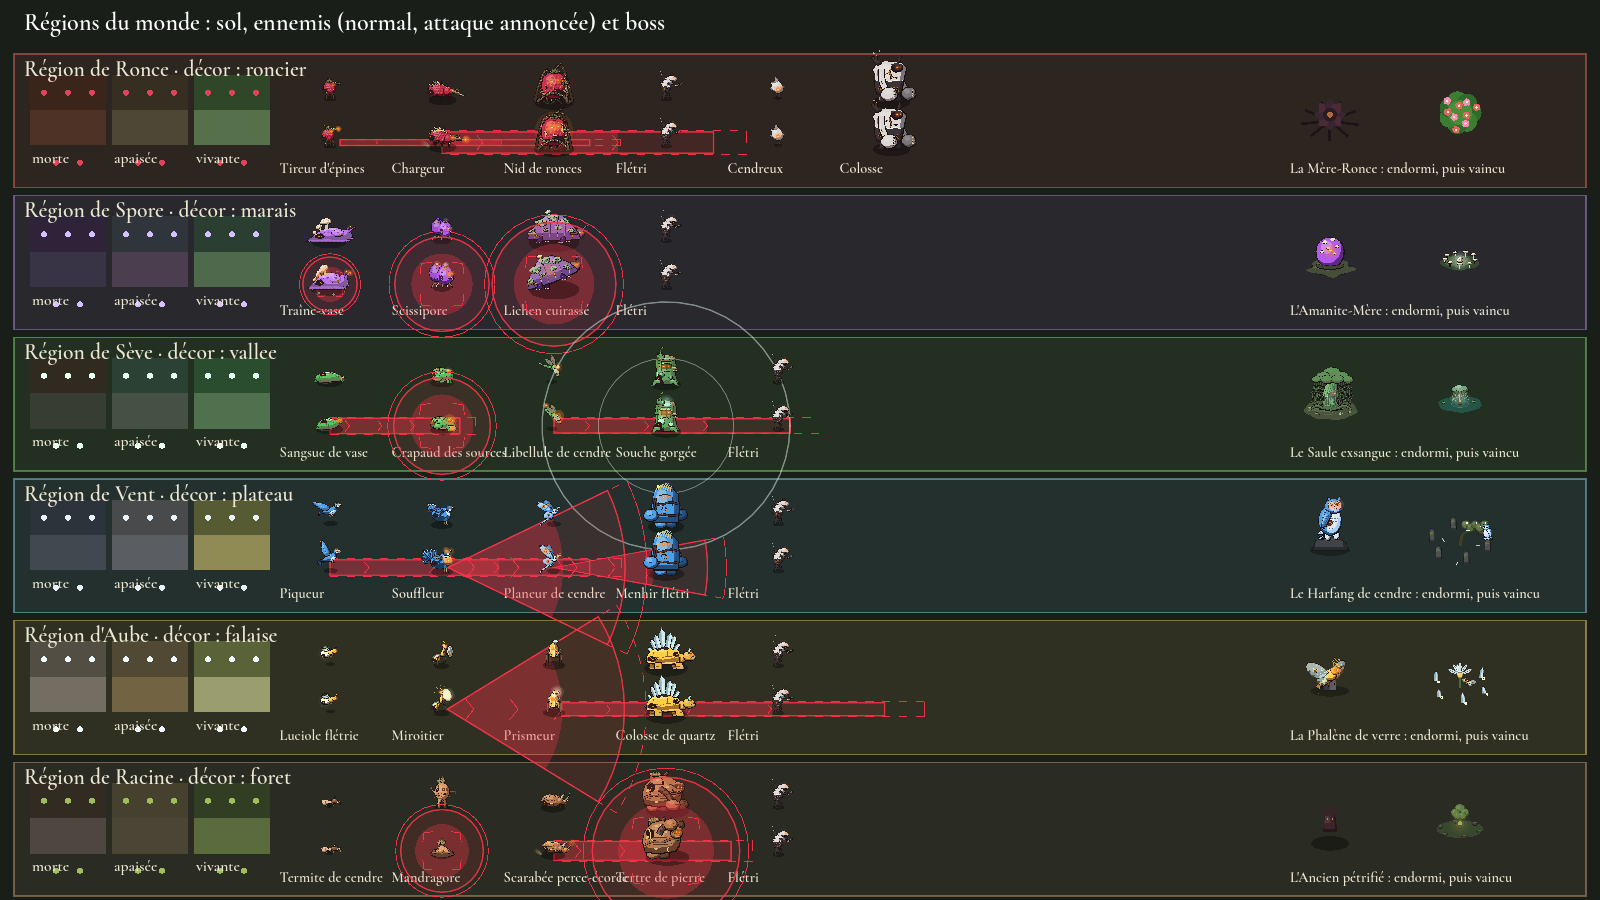 Régions du monde : sol, ennemis (normal, attaque annoncée) et boss
Région de Ronce · décor : roncier
morte apaisée vivante
Tireur d'épines Chargeur Nid de ronces Flétri Cendreux Colosse
La Mère-Ronce : endormi, puis vaincu
Région de Spore · décor : marais
morte apaisée vivante
Traîne-vase Scissipore Lichen cuirassé Flétri
L'Amanite-Mère : endormi, puis vaincu
Région de Sève · décor : vallee
morte apaisée vivante
Sangsue de vase Crapaud des sources Libellule de cendre Souche gorgée Flétri
Le Saule exsangue : endormi, puis vaincu
Région de Vent · décor : plateau
morte apaisée vivante
Piqueur Souffleur Planeur de cendre Menhir flétri Flétri
Le Harfang de cendre : endormi, puis vaincu
Région d'Aube · décor : falaise
morte apaisée vivante
Luciole flétrie Miroitier Prismeur Colosse de quartz Flétri
La Phalène de verre : endormi, puis vaincu
Région de Racine · décor : foret
morte apaisée vivante
Termite de cendre Mandragore Scarabée perce-écorce Tertre de pierre Flétri
L'Ancien pétrifié : endormi, puis vaincu